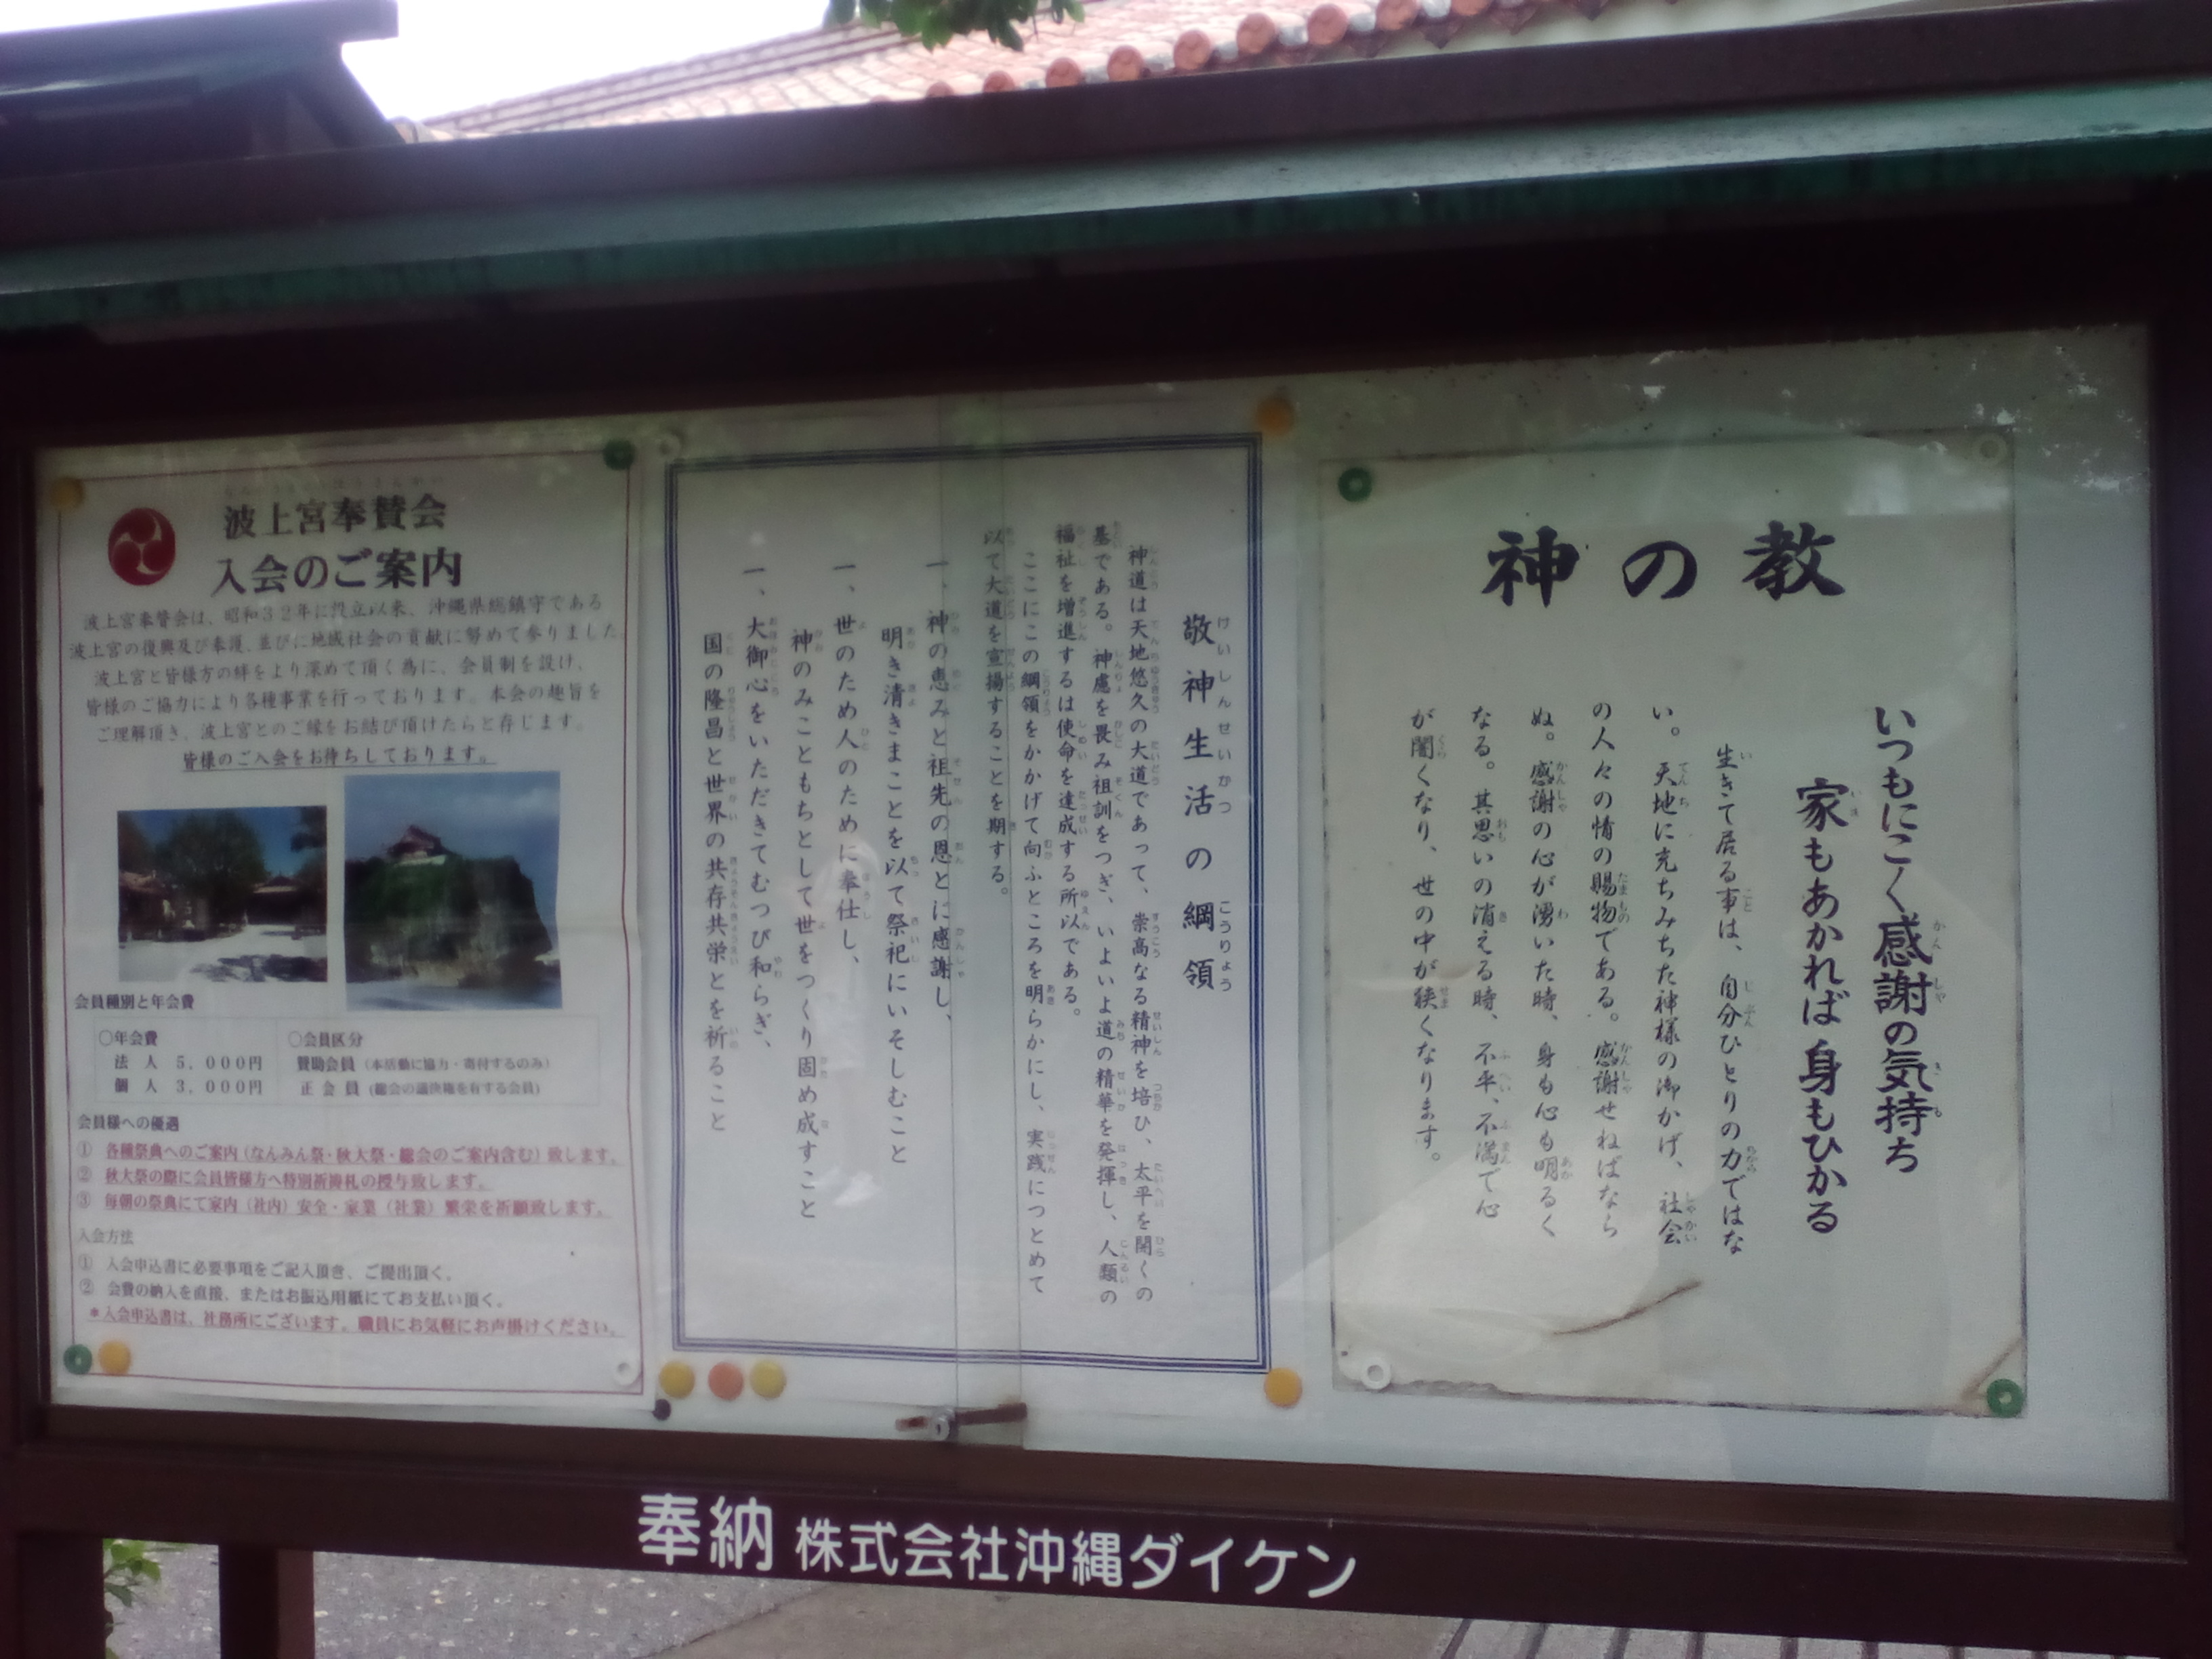 神の教
いつもにこく感謝の気持ち
家もあかれば身もひかる
生きて居る事は、自分ひとりの力ではな
い。天地に充ちみちた神様の御かげ、社会
の人々の情の賜物である。感謝せねばなら
ぬ。感謝の心が湧いた時、身も心も明るく
なる。其思いの消える時、不平、不満で心
が闇くなり、世の中が狭くなります。
敬神生活の綱領
神道は天地悠久の大道であって、崇高なる精神を培ひ、太平を開くの
基である。神慮を畏み祖訓をつぎ、いよいよ道の精華を発揮し、人類の
福祉を増進するは使命を達成する所以である。
ここにこの綱領をかかげて向ふところを明らかにし、実践につとめて
以て大道を宣揚することを期する。
一、神の恵みと祖先の恩とに感謝し、
明き清きまことを以て祭祀にいそしむこと
一、世のため人のために奉仕し、
神のみこともちとして世をつくり固め成すこと
一、大御心をいただきてむつび和らぎ、
国の隆昌と世界の共存共栄とを祈ること
波上宮奉賛会
入会のご案内
波上宮奉賛会は、昭和32年に設立以来、沖縄県総鎮守である
波上宮の復興及び奉護、並びに地域社会の貢献に努めて参りました。
波上宮と皆様方の絆をより深めて頂く為に、会員制を設け、
皆様のご協力により各種事業を行っております。本会の趣旨を
ご理解頂き、波上宮とのご縁をお結び頂けたらと存じます。
皆様のご入会をお待ちしております。
会員種別と年会費
〇年会費
法 人 5,000円
個 人 3,000円
〇会員区分
賛助会員（本活動に協力・寄付するのみ）
正 会 員（総会の議決権を有する会員）
会員様への優遇
① 各種祭典へのご案内（なんみん祭・秋大祭・総会のご案内含む）致します。
② 秋大祭の際に会員皆様方へ特別祈祷札の授与致します。
③ 毎朝の祭典にて家内（社内）安全・家業（社業）繁栄を祈願致します。
入会方法
① 入会申込書に必要事項をご記入頂き、ご提出頂く。
② 会費の納入を直接、またはお振込用紙にてお支払い頂く。
＊入会申込書は、社務所にございます。職員にお気軽にお声掛けください。
奉納 株式会社沖縄ダイケン